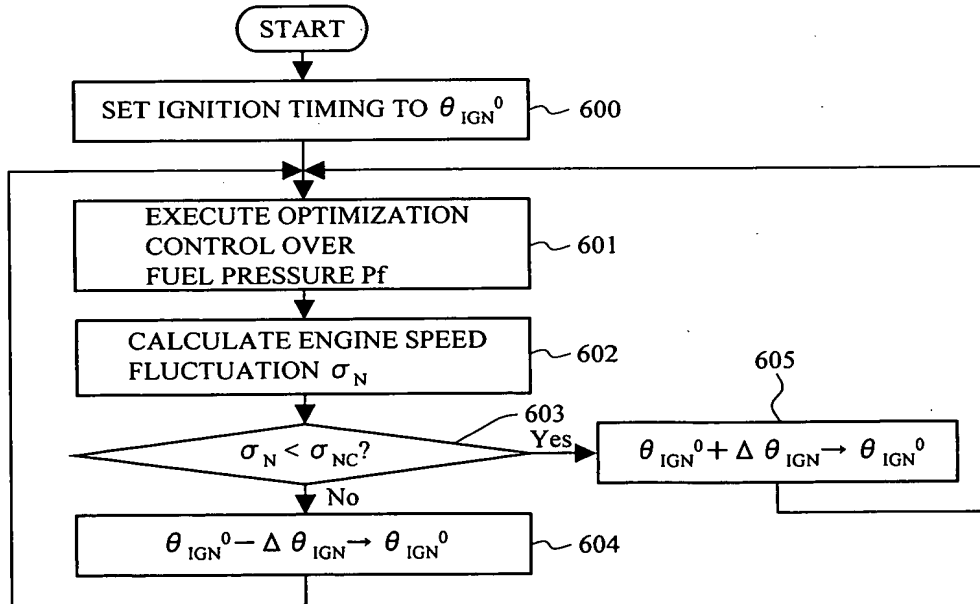 START
SET IGNITION TIMING TO θ_IGN^0
600
EXECUTE OPTIMIZATION
CONTROL OVER
FUEL PRESSURE Pf
601
CALCULATE ENGINE SPEED
FLUCTUATION σ_N
602
603
σ_N < σ_NC?
Yes
605
θ_IGN^0 + Δ θ_IGN → θ_IGN^0
No
θ_IGN^0 − Δ θ_IGN → θ_IGN^0
604